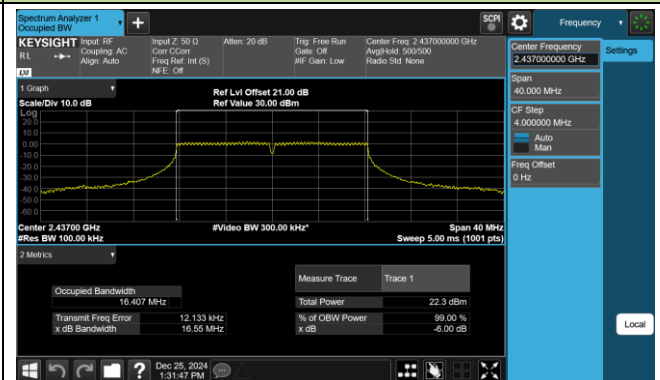 Spectrum Analyzer 1
Occupied BW
SCPI
Frequency
KEYSIGHT
RL
LXI
Input: RF
Coupling: AC
Align: Auto
Input Z: 50 Ω
Corr CCorr
Freq Ref: Int (S)
NFE: Off
Atten: 20 dB
Trig: Free Run
Gate: Off
#IF Gain: Low
Center Freq: 2.437000000 GHz
Avg|Hold: 500/500
Radio Std: None
Center Frequency
2.437000000 GHz
Settings
Span
40.000 MHz
CF Step
4.000000 MHz
Auto
Man
Freq Offset
0 Hz
Local
1 Graph
Scale/Div 10.0 dB
Ref Lvl Offset 21.00 dB
Ref Value 30.00 dBm
Log
20.0
10.0
0.00
-10.0
-20.0
-30.0
-40.0
-50.0
-60.0
Center 2.43700 GHz
#Video BW 300.00 kHz*
Span 40 MHz
#Res BW 100.00 kHz
Sweep 5.00 ms (1001 pts)
2 Metrics
Measure Trace Trace 1
Occupied Bandwidth
16.407 MHz
Total Power 22.3 dBm
Transmit Freq Error 12.133 kHz
% of OBW Power 99.00 %
x dB Bandwidth 16.55 MHz
x dB -6.00 dB
Dec 25, 2024
1:31:47 PM